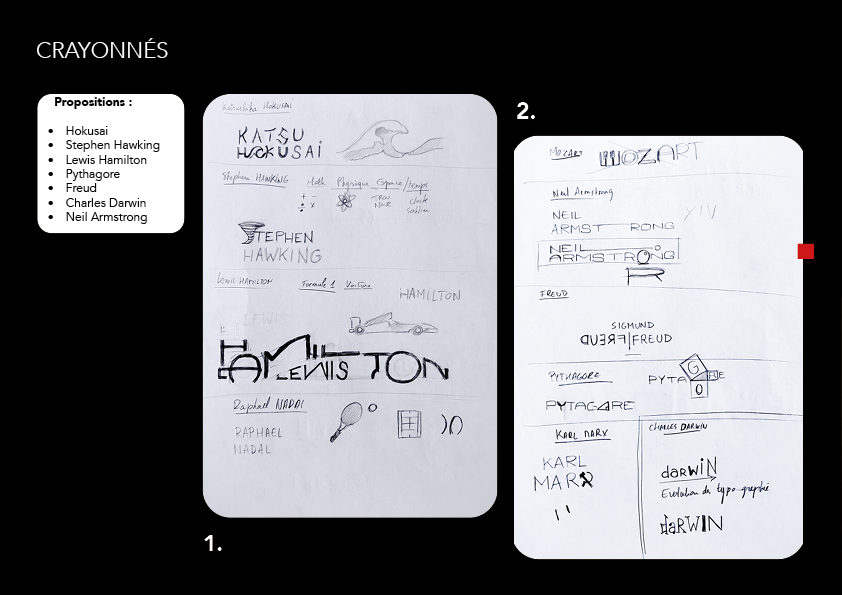 CRAYONNÉS
Propositions :
• Hokusai
• Stephen Hawking
• Lewis Hamilton
• Pythagore
• Freud
• Charles Darwin
• Neil Armstrong
1.
Katsushika HOKUSAI
KATSU
HOKUSAI
Stephen HAWKING Math Physique Espace/temps
+ −
÷ ×
TROU
NOIR
clock
sablier
STEPHEN
HAWKING
LEWIS HAMILTON Formule 1 Voiture
HAMILTON
LEWIS
HAMILTON
LEWIS
Raphael NADAL
RAPHAEL
NADAL
2.
MOZART MOZART
Neil Armstrong
NEIL
ARMST RONG
NEIL
ARMSTRONG
R
FREUD
SIGMUND
FREUD|FREUD
PYTHAGORE
PYTAGORE
PYTAGORE
KARL MARX
KARL
MARX
CHARLES DARWIN
darwiN
Evolution de typographie
daRWIN